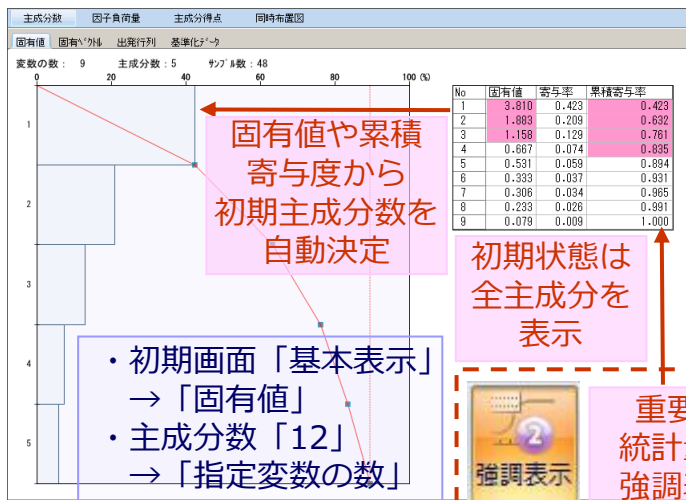 主成分数 因子負荷量 主成分得点 同時布置図
固有値 固有ﾍﾞｸﾄﾙ 出発行列 基準化ﾃﾞｰﾀ
変数の数： 9 主成分数：5 ｻﾝﾌﾟﾙ数：48
0 20 40 60 80 100 (%)
1
2
3
4
5
No 固有値 寄与率 累積寄与率
1 3.810 0.423 0.423
2 1.883 0.209 0.632
3 1.158 0.129 0.761
4 0.667 0.074 0.835
5 0.531 0.059 0.894
6 0.333 0.037 0.931
7 0.306 0.034 0.965
8 0.233 0.026 0.991
9 0.079 0.009 1.000
固有値や累積
寄与度から
初期主成分数を
自動決定
初期状態は
全主成分を
表示
・初期画面「基本表示」
→「固有値」
・主成分数「12」
→「指定変数の数」
2
強調表示
重要
統計
強調